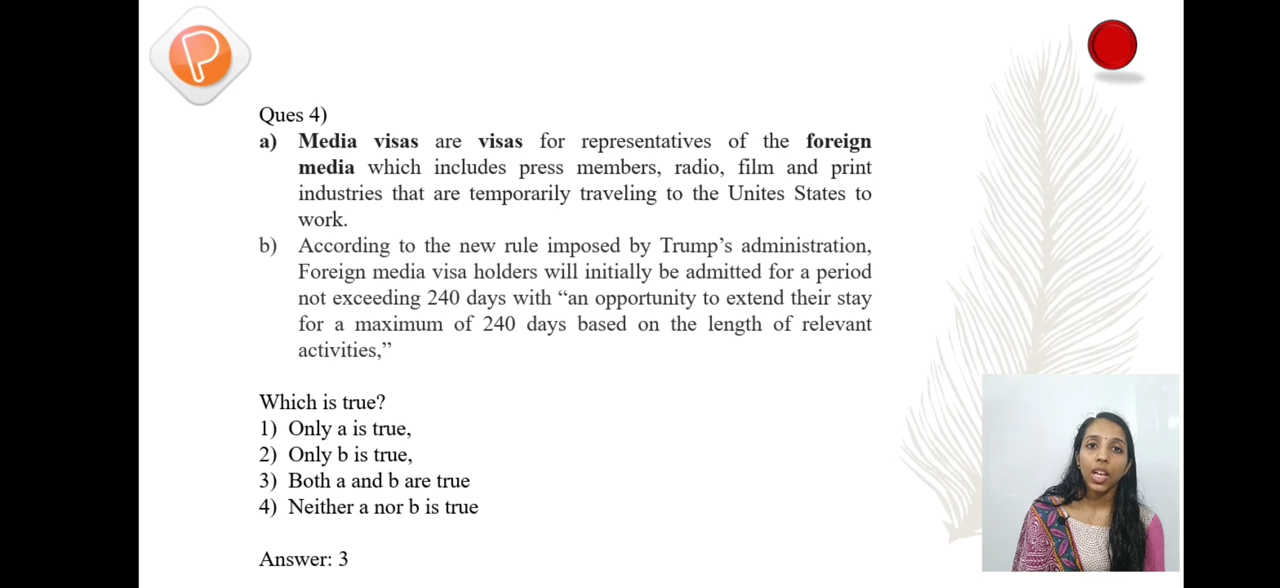 Ques 4)
a) Media visas are visas for representatives of the foreign
media which includes press members, radio, film and print
industries that are temporarily traveling to the Unites States to
work.
b) According to the new rule imposed by Trump’s administration,
Foreign media visa holders will initially be admitted for a period
not exceeding 240 days with “an opportunity to extend their stay
for a maximum of 240 days based on the length of relevant
activities,”
Which is true?
1) Only a is true,
2) Only b is true,
3) Both a and b are true
4) Neither a nor b is true
Answer: 3